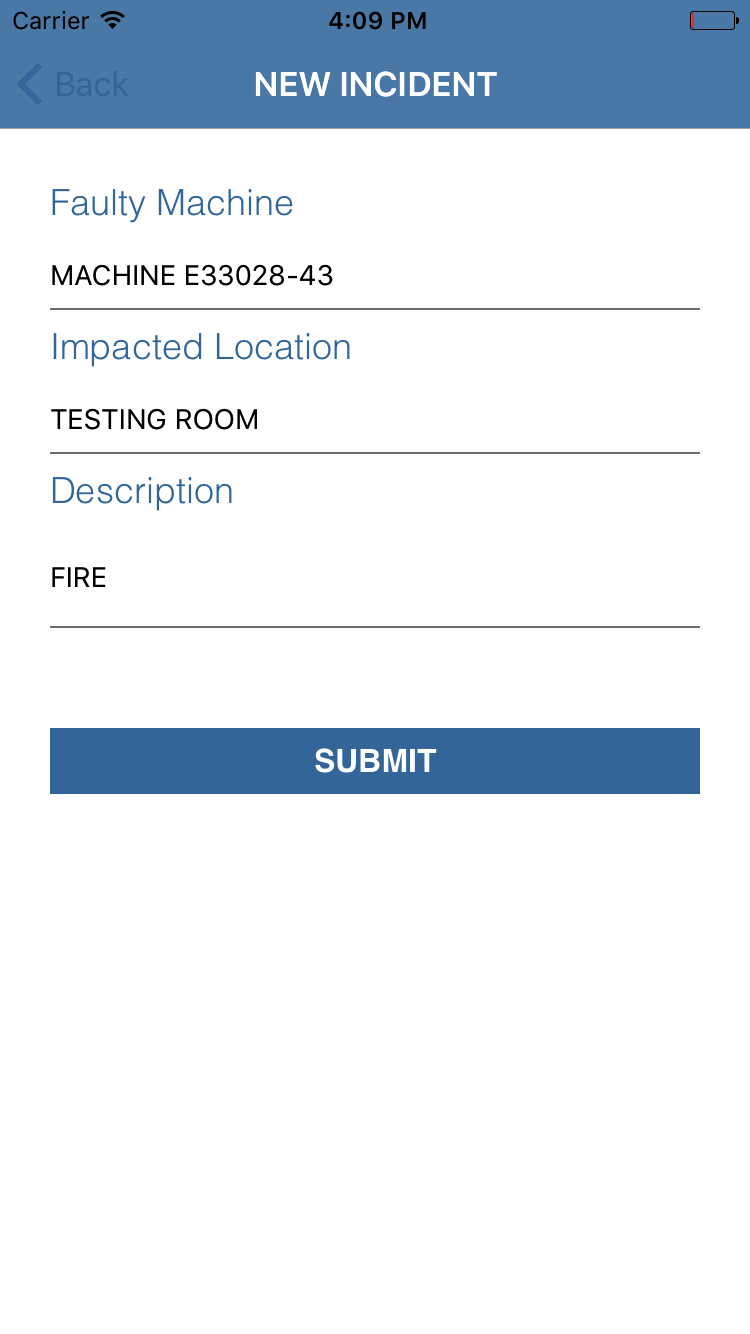 Carrier 4:09 PM
Back NEW INCIDENT
Faulty Machine
MACHINE E33028-43
Impacted Location
TESTING ROOM
Description
FIRE
SUBMIT